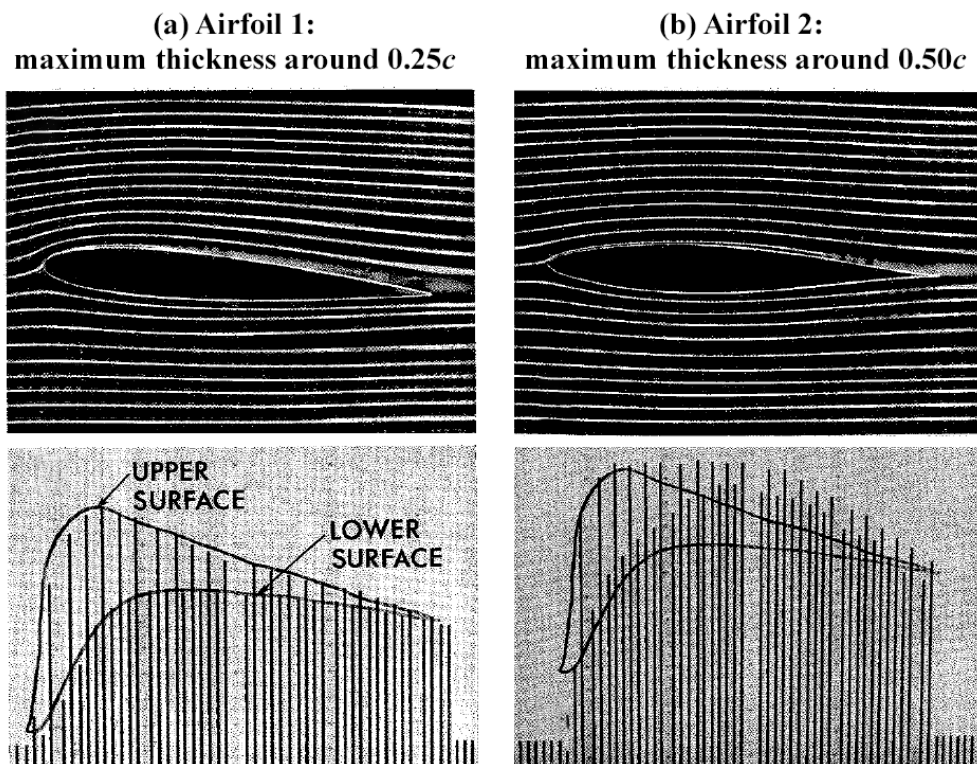 (a) Airfoil 1:
maximum thickness around 0.25c
(b) Airfoil 2:
maximum thickness around 0.50c
UPPER
SURFACE
LOWER
SURFACE